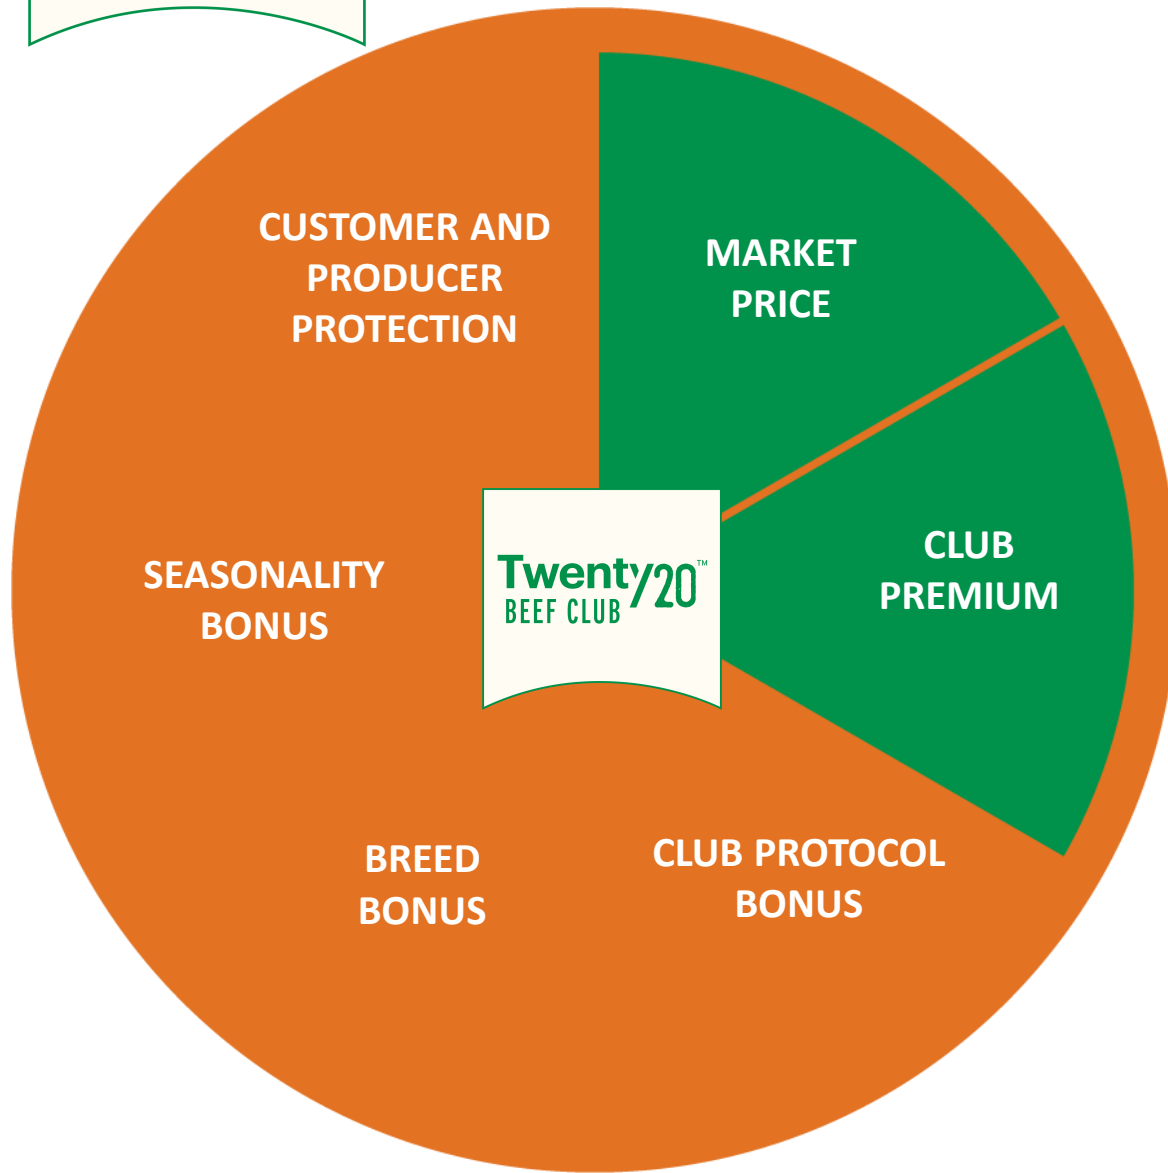 CUSTOMER AND
PRODUCER
PROTECTION
MARKET
PRICE
CLUB
PREMIUM
SEASONALITY
BONUS
Twenty/20™
BEEF CLUB
BREED
BONUS
CLUB PROTOCOL
BONUS